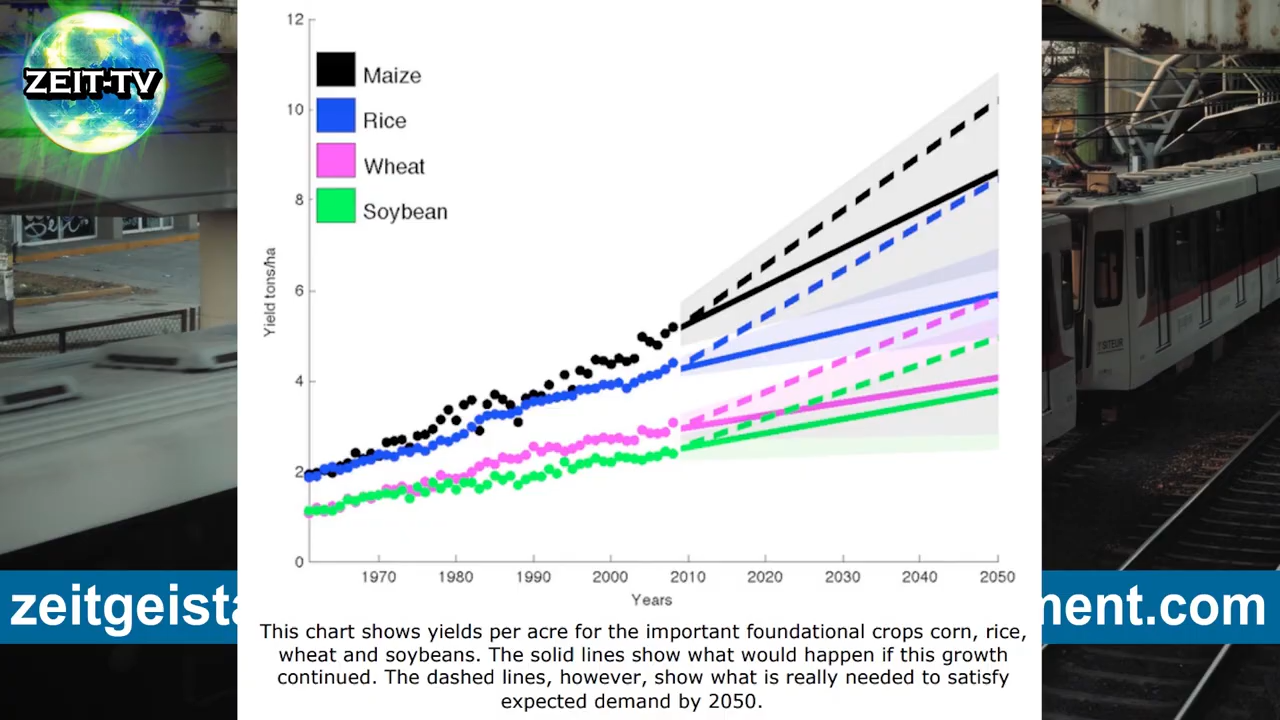 ZEIT-TV
12
10
8
6
4
2
0
Maize
Rice
Wheat
Soybean
Yield tons/ha
1970 1980 1990 2000 2010 2020 2030 2040 2050
Years
This chart shows yields per acre for the important foundational crops corn, rice,
wheat and soybeans. The solid lines show what would happen if this growth
continued. The dashed lines, however, show what is really needed to satisfy
expected demand by 2050.
zeitgeista
ment.com
SITEUR